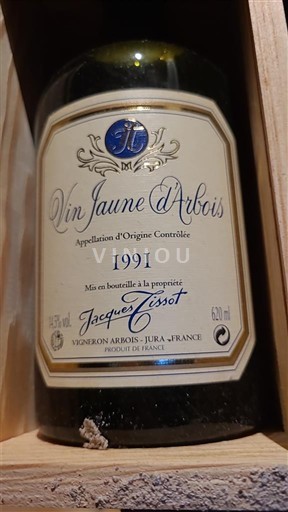 JT
Vin Jaune d'Arbois
Appellation d'Origine Contrôlée
VINIOU
1991
Mis en bouteille à la propriété
Jacques Tissot
14,5% vol. 620 ml
VIGNERON ARBOIS - JURA - FRANCE
PRODUIT DE FRANCE